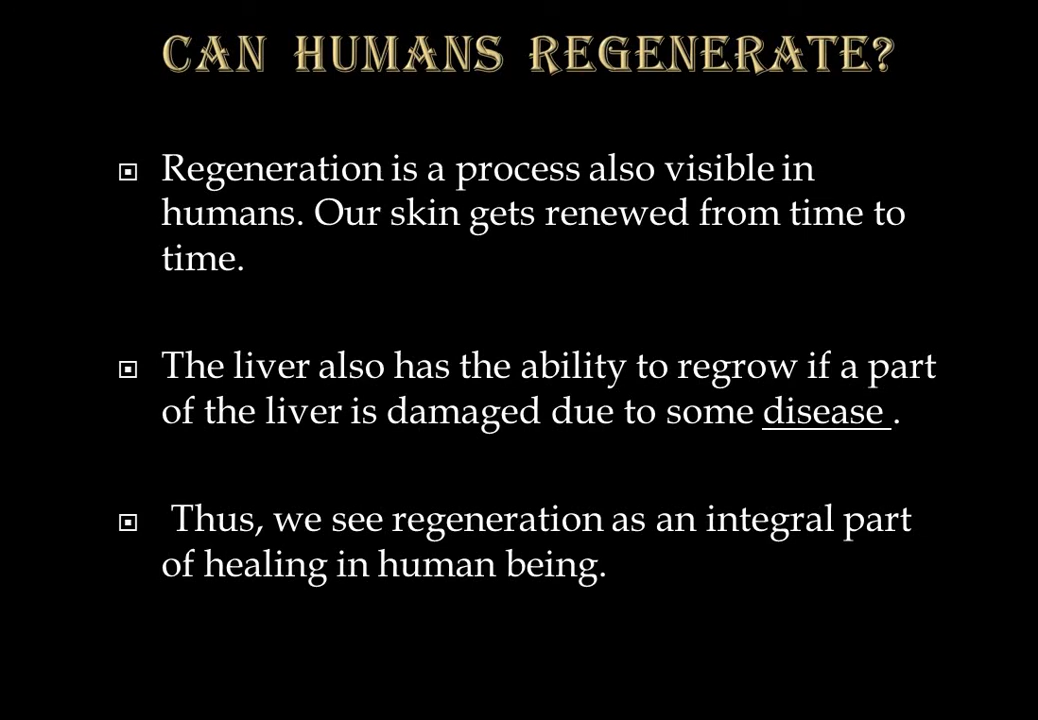 CAN HUMANS REGENERATE?
Regeneration is a process also visible in
humans. Our skin gets renewed from time to
time.
The liver also has the ability to regrow if a part
of the liver is damaged due to some disease .
Thus, we see regeneration as an integral part
of healing in human being.